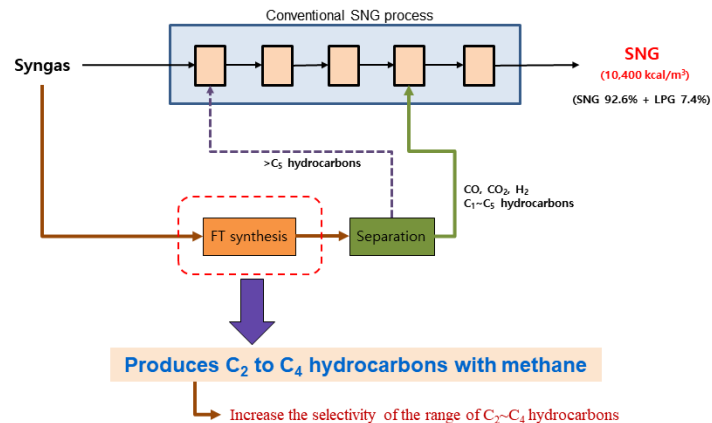 Conventional SNG process
Syngas
SNG
(10,400 kcal/m³)
(SNG 92.6% + LPG 7.4%)
>C₅ hydrocarbons
CO, CO₂, H₂
C₁~C₅ hydrocarbons
FT synthesis
Separation
Produces C₂ to C₄ hydrocarbons with methane
Increase the selectivity of the range of C₂~C₄ hydrocarbons